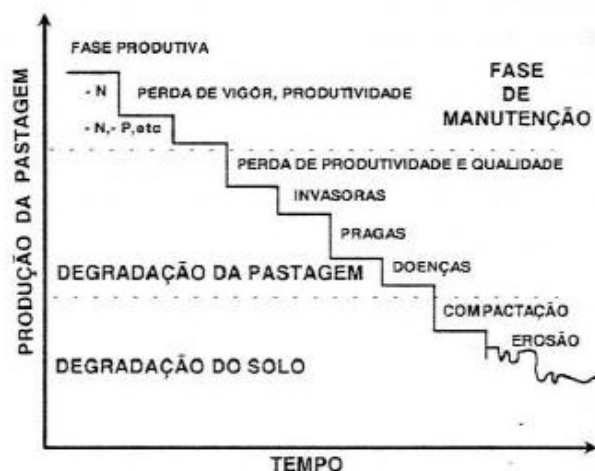 FASE PRODUTIVA
- N
PERDA DE VIGOR, PRODUTIVIDADE
FASE
DE
MANUTENÇÃO
- N,- P,etc
PERDA DE PRODUTIVIDADE E QUALIDADE
INVASORAS
PRAGAS
DEGRADAÇÃO DA PASTAGEM
DOENÇAS
COMPACTAÇÃO
EROSÃO
DEGRADAÇÃO DO SOLO
PRODUÇÃO DA PASTAGEM
TEMPO